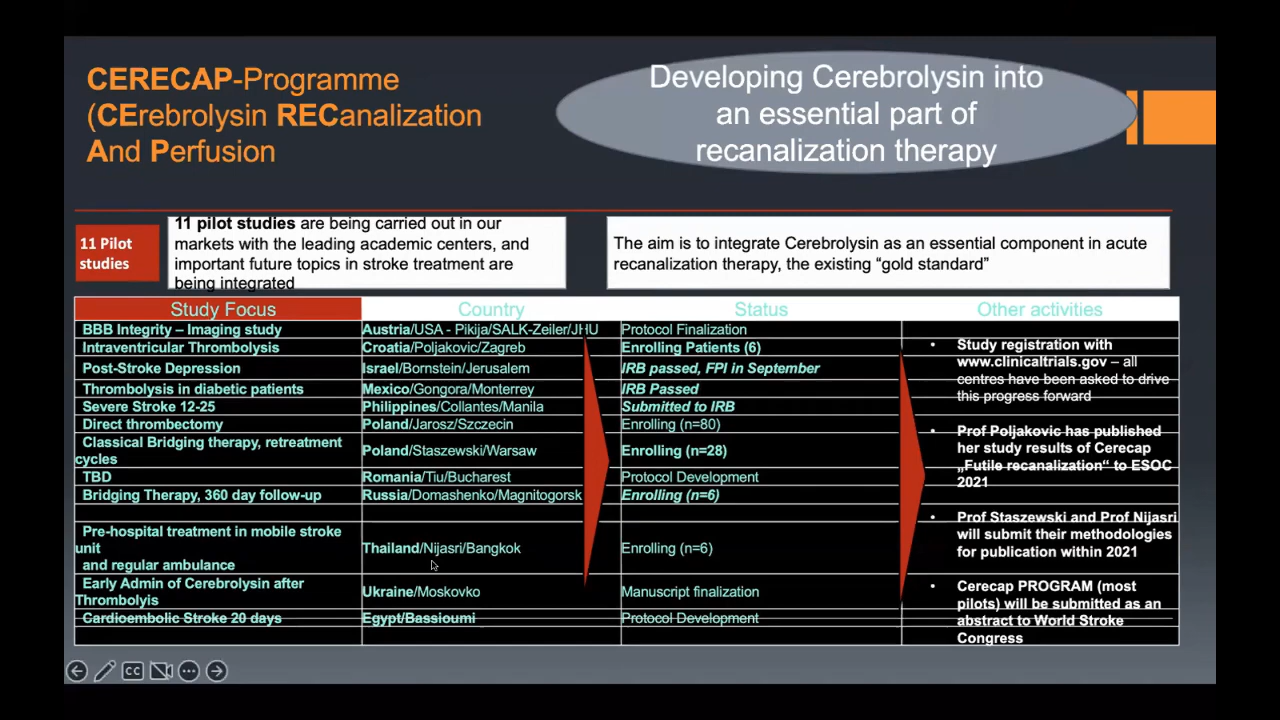 CERECAP-Programme
(CErebrolysin RECanalization
And Perfusion
Developing Cerebrolysin into
an essential part of
recanalization therapy
11 Pilot
studies
11 pilot studies are being carried out in our
markets with the leading academic centers, and
important future topics in stroke treatment are
being integrated
The aim is to integrate Cerebrolysin as an essential component in acute
recanalization therapy, the existing “gold standard”
Study Focus Country Status Other activities
BBB Integrity – Imaging study Austria/USA - Pikija/SALK-Zeiler/JHU Protocol Finalization
Intraventricular Thrombolysis Croatia/Poljakovic/Zagreb Enrolling Patients (6)
Post-Stroke Depression Israel/Bornstein/Jerusalem IRB passed, FPI in September
Thrombolysis in diabetic patients Mexico/Gongora/Monterrey IRB Passed
Severe Stroke 12-25 Philippines/Collantes/Manila Submitted to IRB
Direct thrombectomy Poland/Jarosz/Szczecin Enrolling (n=80)
Classical Bridging therapy, retreatment
cycles
Poland/Staszewski/Warsaw Enrolling (n=28)
TBD Romania/Tiu/Bucharest Protocol Development
Bridging Therapy, 360 day follow-up Russia/Domashenko/Magnitogorsk Enrolling (n=6)
Pre-hospital treatment in mobile stroke
unit
and regular ambulance
Thailand/Nijasri/Bangkok Enrolling (n=6)
Early Admin of Cerebrolysin after
Thrombolyis
Ukraine/Moskovko Manuscript finalization
Cardioembolic Stroke 20 days Egypt/Bassioumi Protocol Development
• Study registration with
www.clinicaltrials.gov – all
centres have been asked to drive
this progress forward
• Prof Poljakovic has published
her study results of Cerecap
„Futile recanalization“ to ESOC
2021
• Prof Staszewski and Prof Nijasri
will submit their methodologies
for publication within 2021
• Cerecap PROGRAM (most
pilots) will be submitted as an
abstract to World Stroke
Congress
CC